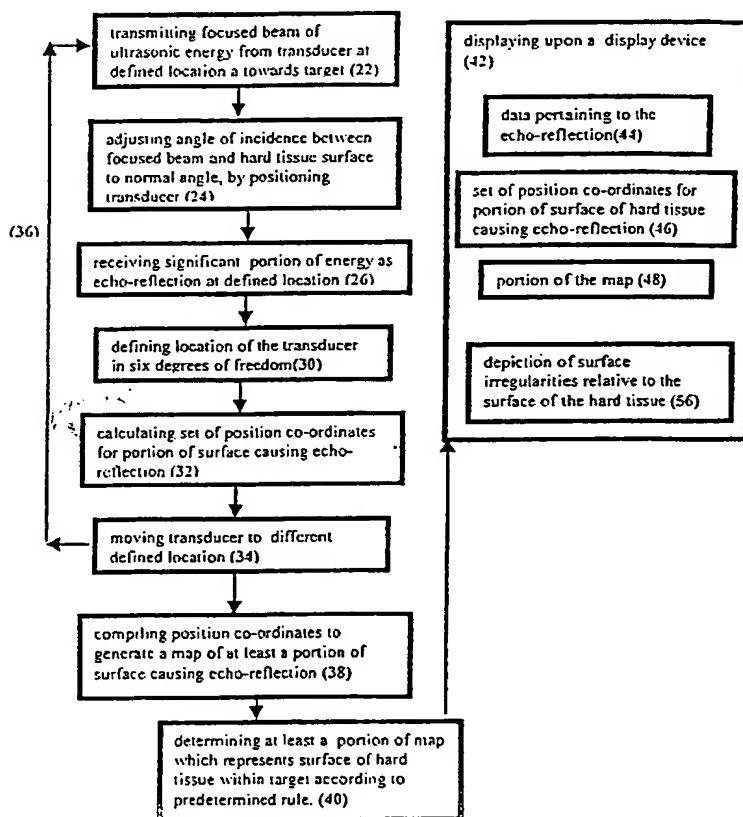 transmitting focused beam of
ultrasonic energy from transducer at
defined location a towards target (22)
adjusting angle of incidence between
focused beam and hard tissue surface
to normal angle, by positioning
transducer (24)
(36)
receiving significant portion of energy as
echo-reflection at defined location (26)
defining location of the transducer
in six degrees of freedom(30)
calculating set of position co-ordinates
for portion of surface causing echo-
reflection (32)
moving transducer to different
defined location (34)
compiling position co-ordinates to
generate a map of at least a portion of
surface causing echo-reflection (38)
determining at least a portion of map
which represents surface of hard
tissue within target according to
predetermined rule. (40)
displaying upon a display device
(42)
data pertaining to the
echo-reflection(44)
set of position co-ordinates for
portion of surface of hard tissue
causing echo-reflection (46)
portion of the map (48)
depiction of surface
irregularities relative to the
surface of the hard tissue (56)